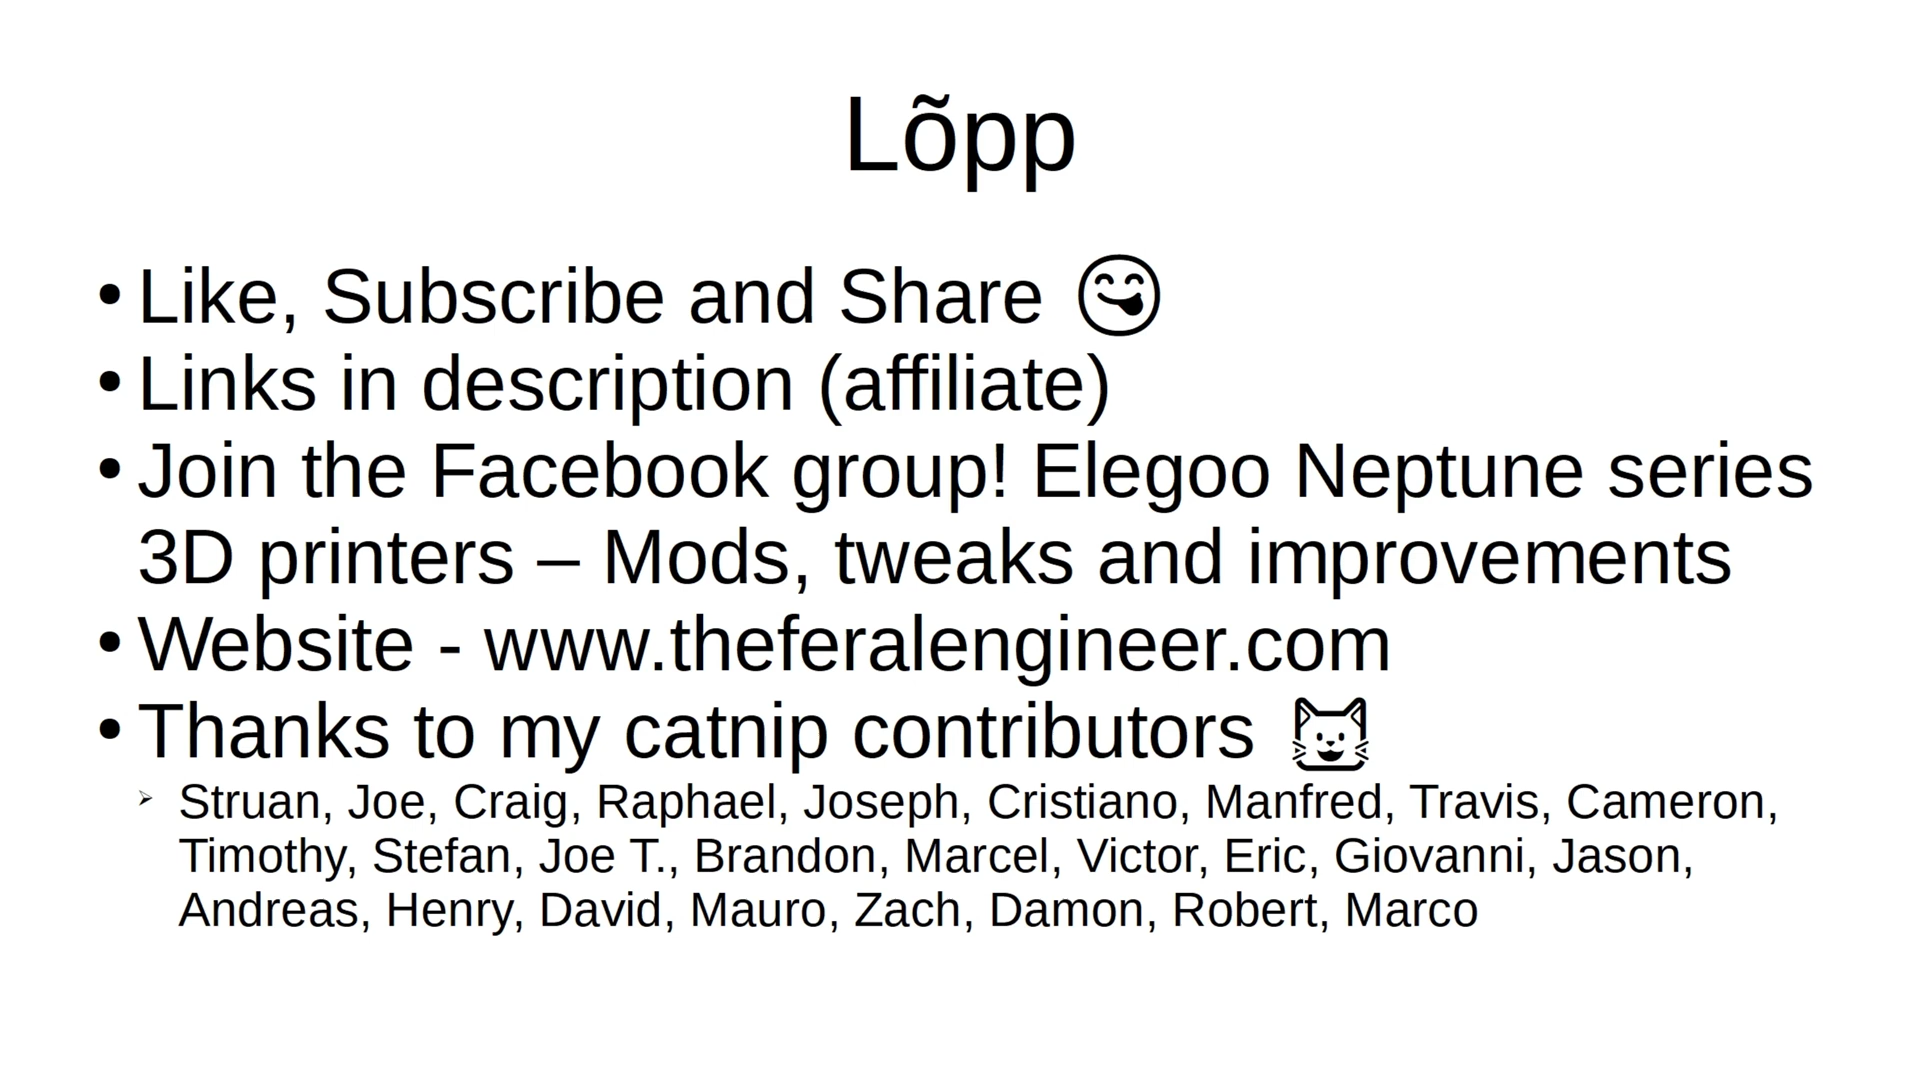 Lõpp
• Like, Subscribe and Share 😋
• Links in description (affiliate)
• Join the Facebook group! Elegoo Neptune series
3D printers – Mods, tweaks and improvements
• Website - www.theferalengineer.com
• Thanks to my catnip contributors 😺
➢ Struan, Joe, Craig, Raphael, Joseph, Cristiano, Manfred, Travis, Cameron,
Timothy, Stefan, Joe T., Brandon, Marcel, Victor, Eric, Giovanni, Jason,
Andreas, Henry, David, Mauro, Zach, Damon, Robert, Marco